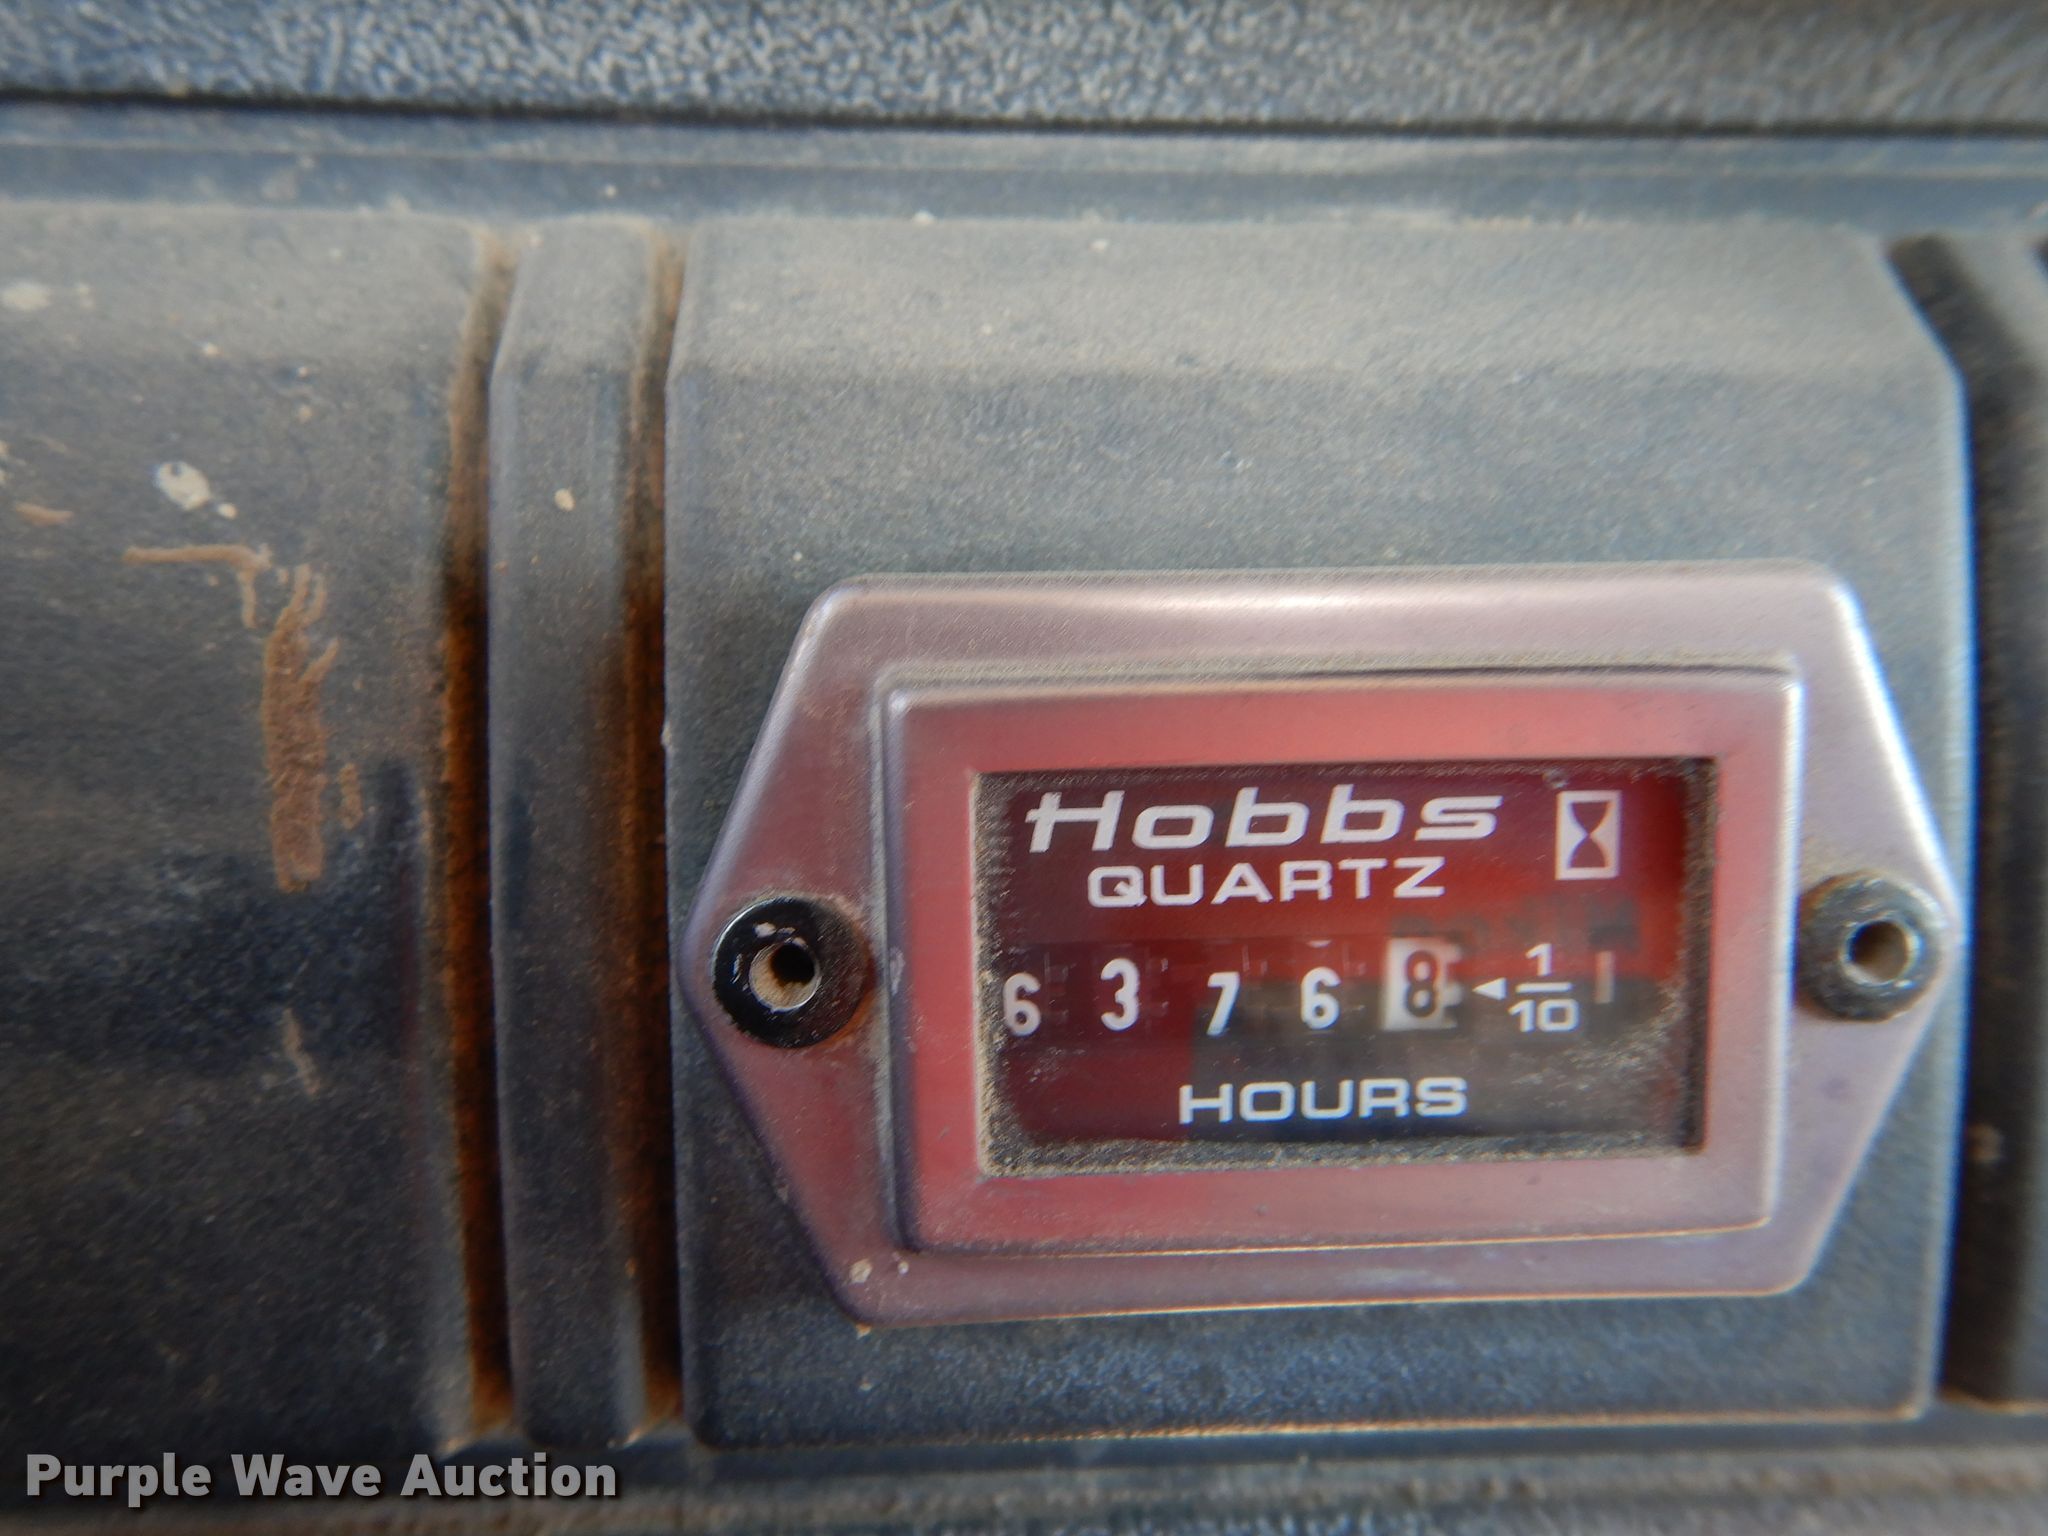 Hobbs
QUARTZ
6 3 7 6 8 ◄ 1/10
HOURS
Purple Wave Auction